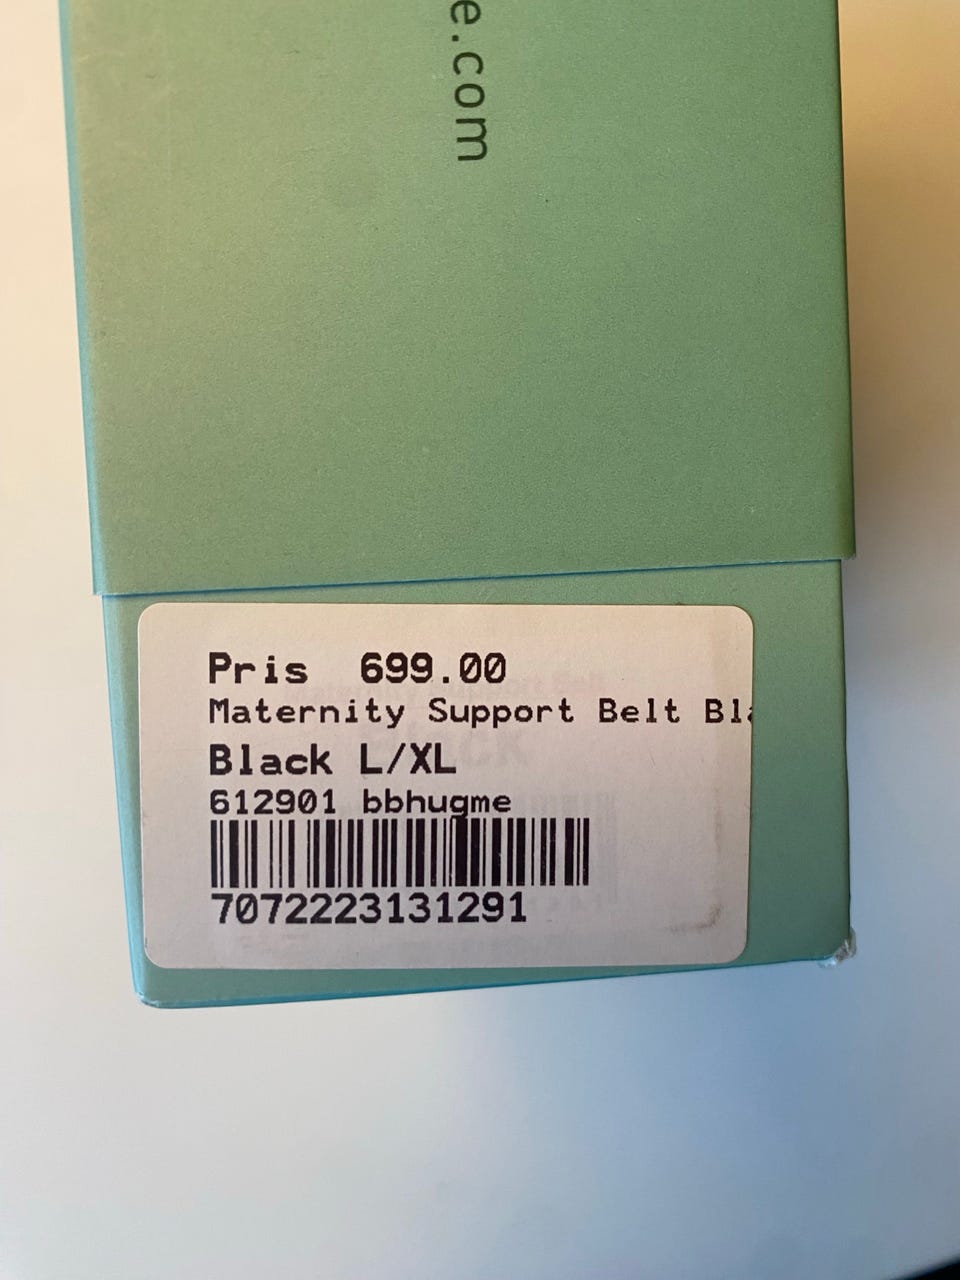 e.com
Pris 699.00
Maternity Support Belt Bla
Black L/XL
612901 bbhugme
7072223131291